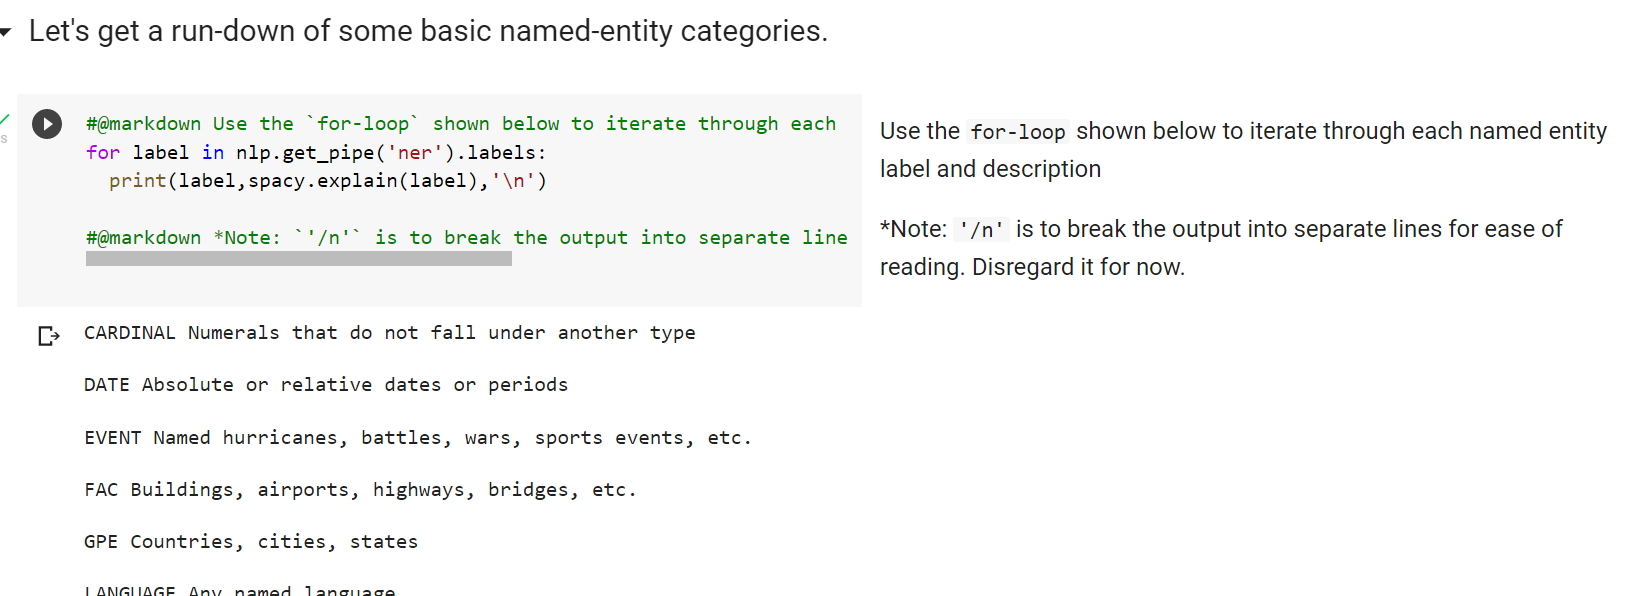 Let's get a run-down of some basic named-entity categories.
#@markdown Use the `for-loop` shown below to iterate through each
for label in nlp.get_pipe('ner').labels:
  print(label,spacy.explain(label),'\n')
#@markdown *Note: `'/n'` is to break the output into separate line
s
Use the for-loop shown below to iterate through each named entity
label and description
*Note: '/n' is to break the output into separate lines for ease of
reading. Disregard it for now.
CARDINAL Numerals that do not fall under another type
DATE Absolute or relative dates or periods
EVENT Named hurricanes, battles, wars, sports events, etc.
FAC Buildings, airports, highways, bridges, etc.
GPE Countries, cities, states
LANGUAGE Any named language